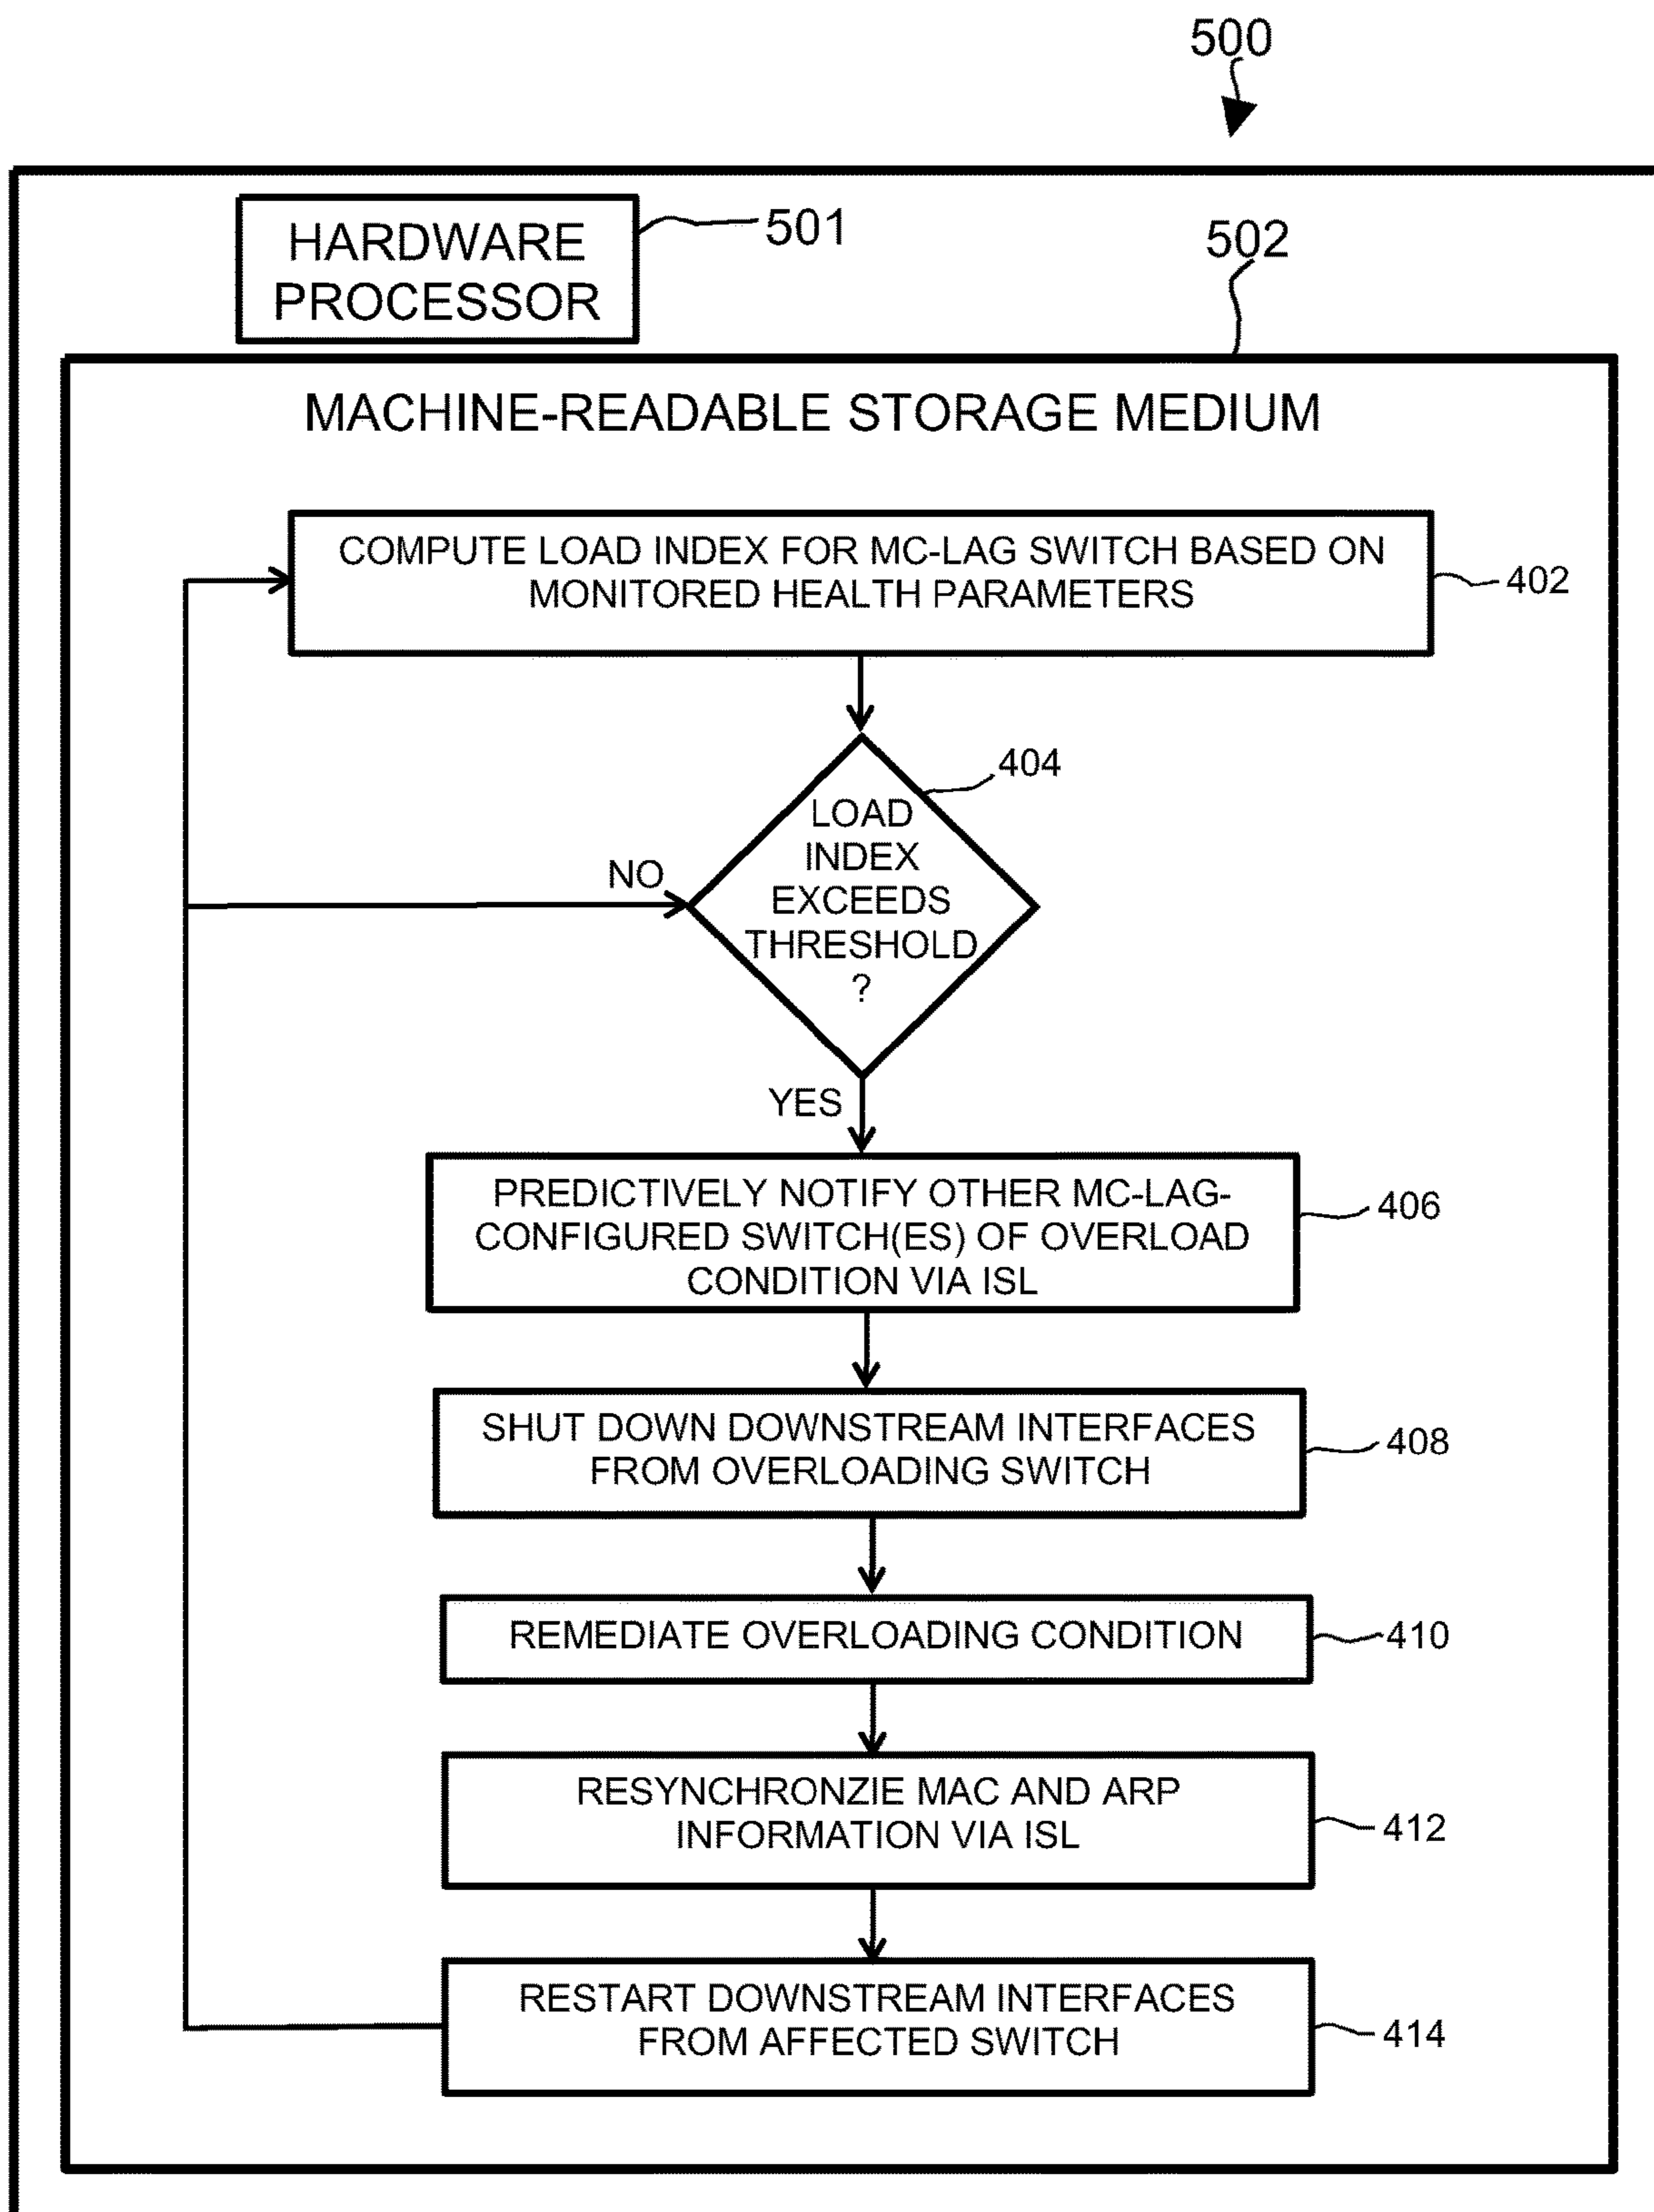 500
HARDWARE
PROCESSOR
501
502
MACHINE-READABLE STORAGE MEDIUM
COMPUTE LOAD INDEX FOR MC-LAG SWITCH BASED ON
MONITORED HEALTH PARAMETERS
402
404
LOAD
INDEX
EXCEEDS
THRESHOLD
?
NO
YES
PREDICTIVELY NOTIFY OTHER MC-LAG-
CONFIGURED SWITCH(ES) OF OVERLOAD
CONDITION VIA ISL
406
SHUT DOWN DOWNSTREAM INTERFACES
FROM OVERLOADING SWITCH
408
REMEDIATE OVERLOADING CONDITION
410
RESYNCHRONZIE MAC AND ARP
INFORMATION VIA ISL
412
RESTART DOWNSTREAM INTERFACES
FROM AFFECTED SWITCH
414